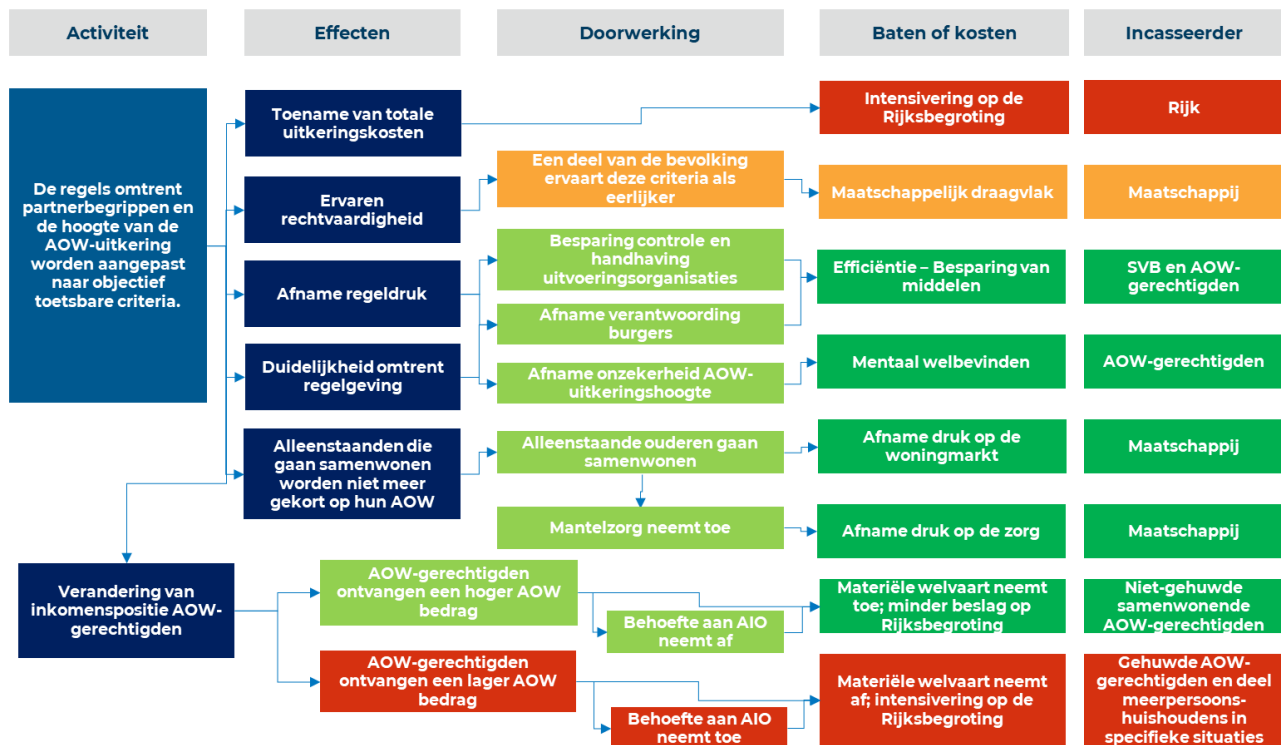 Activiteit
Effecten
Doorwerking
Baten of kosten
Incasseerder
De regels omtrent
partnerbegrippen en
de hoogte van de
AOW-uitkering
worden aangepast
naar objectief
toetsbare criteria.
Toename van totale
uitkeringskosten
Intensivering op de
Rijksbegroting
Rijk
Ervaren
rechtvaardigheid
Een deel van de bevolking
ervaart deze criteria als
eerlijker
Maatschappelijk draagvlak
Maatschappij
Afname regeldruk
Besparing controle en
handhaving
uitvoeringsorganisaties
Efficiëntie – Besparing van
middelen
SVB en AOW-
gerechtigden
Afname verantwoording
burgers
Duidelijkheid omtrent
regelgeving
Afname onzekerheid AOW-
uitkeringshoogte
Mentaal welbevinden
AOW-gerechtigden
Alleenstaanden die
gaan samenwonen
worden niet meer
gekort op hun AOW
Alleenstaande ouderen gaan
samenwonen
Afname druk op de
woningmarkt
Maatschappij
Mantelzorg neemt toe
Afname druk op de zorg
Maatschappij
Verandering van
inkomenspositie AOW-
gerechtigden
AOW-gerechtigden
ontvangen een hoger AOW
bedrag
Behoefte aan AIO
neemt af
Materiële welvaart neemt
toe; minder beslag op
Rijksbegroting
Niet-gehuwde
samenwonende
AOW-gerechtigden
AOW-gerechtigden
ontvangen een lager AOW
bedrag
Behoefte aan AIO
neemt toe
Materiële welvaart neemt
af; intensivering op de
Rijksbegroting
Gehuwde AOW-
gerechtigden en deel
meerpersoons-
huishoudens in
specifieke situaties